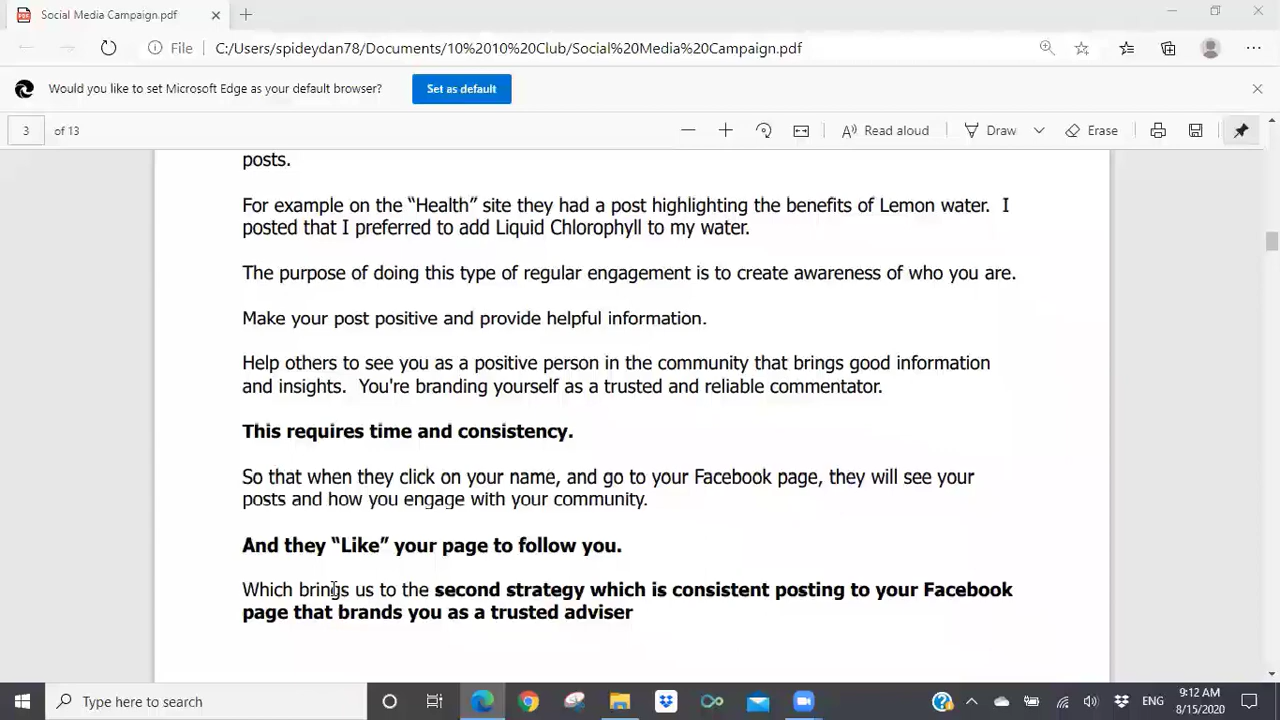 Social Media Campaign.pdf
File C:/Users/spideydan78/Documents/10%2010%20Club/Social%20Media%20Campaign.pdf
Would you like to set Microsoft Edge as your default browser? Set as default
3 of 13 Read aloud Draw Erase
posts.
For example on the “Health” site they had a post highlighting the benefits of Lemon water. I
posted that I preferred to add Liquid Chlorophyll to my water.
The purpose of doing this type of regular engagement is to create awareness of who you are.
Make your post positive and provide helpful information.
Help others to see you as a positive person in the community that brings good information
and insights. You're branding yourself as a trusted and reliable commentator.
This requires time and consistency.
So that when they click on your name, and go to your Facebook page, they will see your
posts and how you engage with your community.
And they “Like” your page to follow you.
Which brings us to the second strategy which is consistent posting to your Facebook
page that brands you as a trusted adviser
Type here to search ENG 9:12 AM
8/15/2020